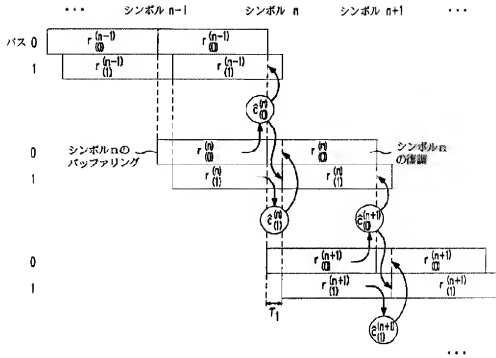 ··· シンボル n-1 シンボル n シンボル n+1 ···
パス 0 r(0)(n-1) r(0)(n-1)
1 r(1)(n-1) r(1)(n-1)
ĉ(0)(n)
シンボルnの
バッファリング
0 r(0)(n) r(0)(n)
シンボルn
の復調
1 r(1)(n) r(1)(n)
ĉ(1)(n) ĉ(0)(n+1)
0 r(0)(n+1) r(0)(n+1)
1 r(1)(n+1) r(1)(n+1)
τ1
ĉ(1)(n+1)
···